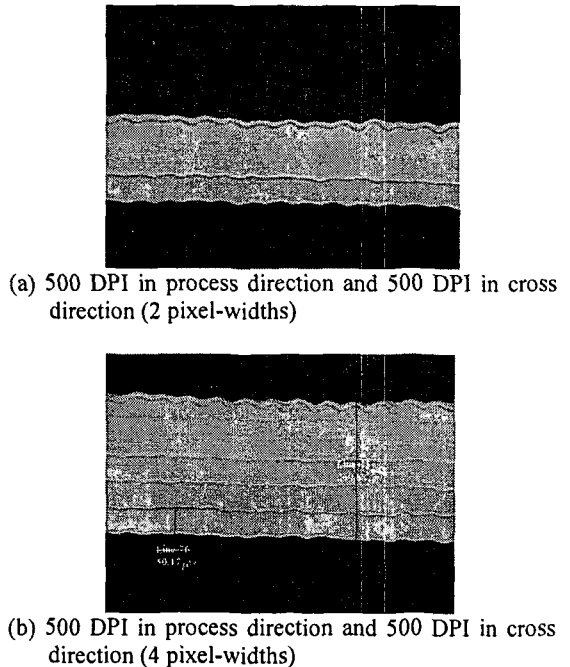 (a) 500 DPI in process direction and 500 DPI in cross
direction (2 pixel-widths)
(b) 500 DPI in process direction and 500 DPI in cross
direction (4 pixel-widths)